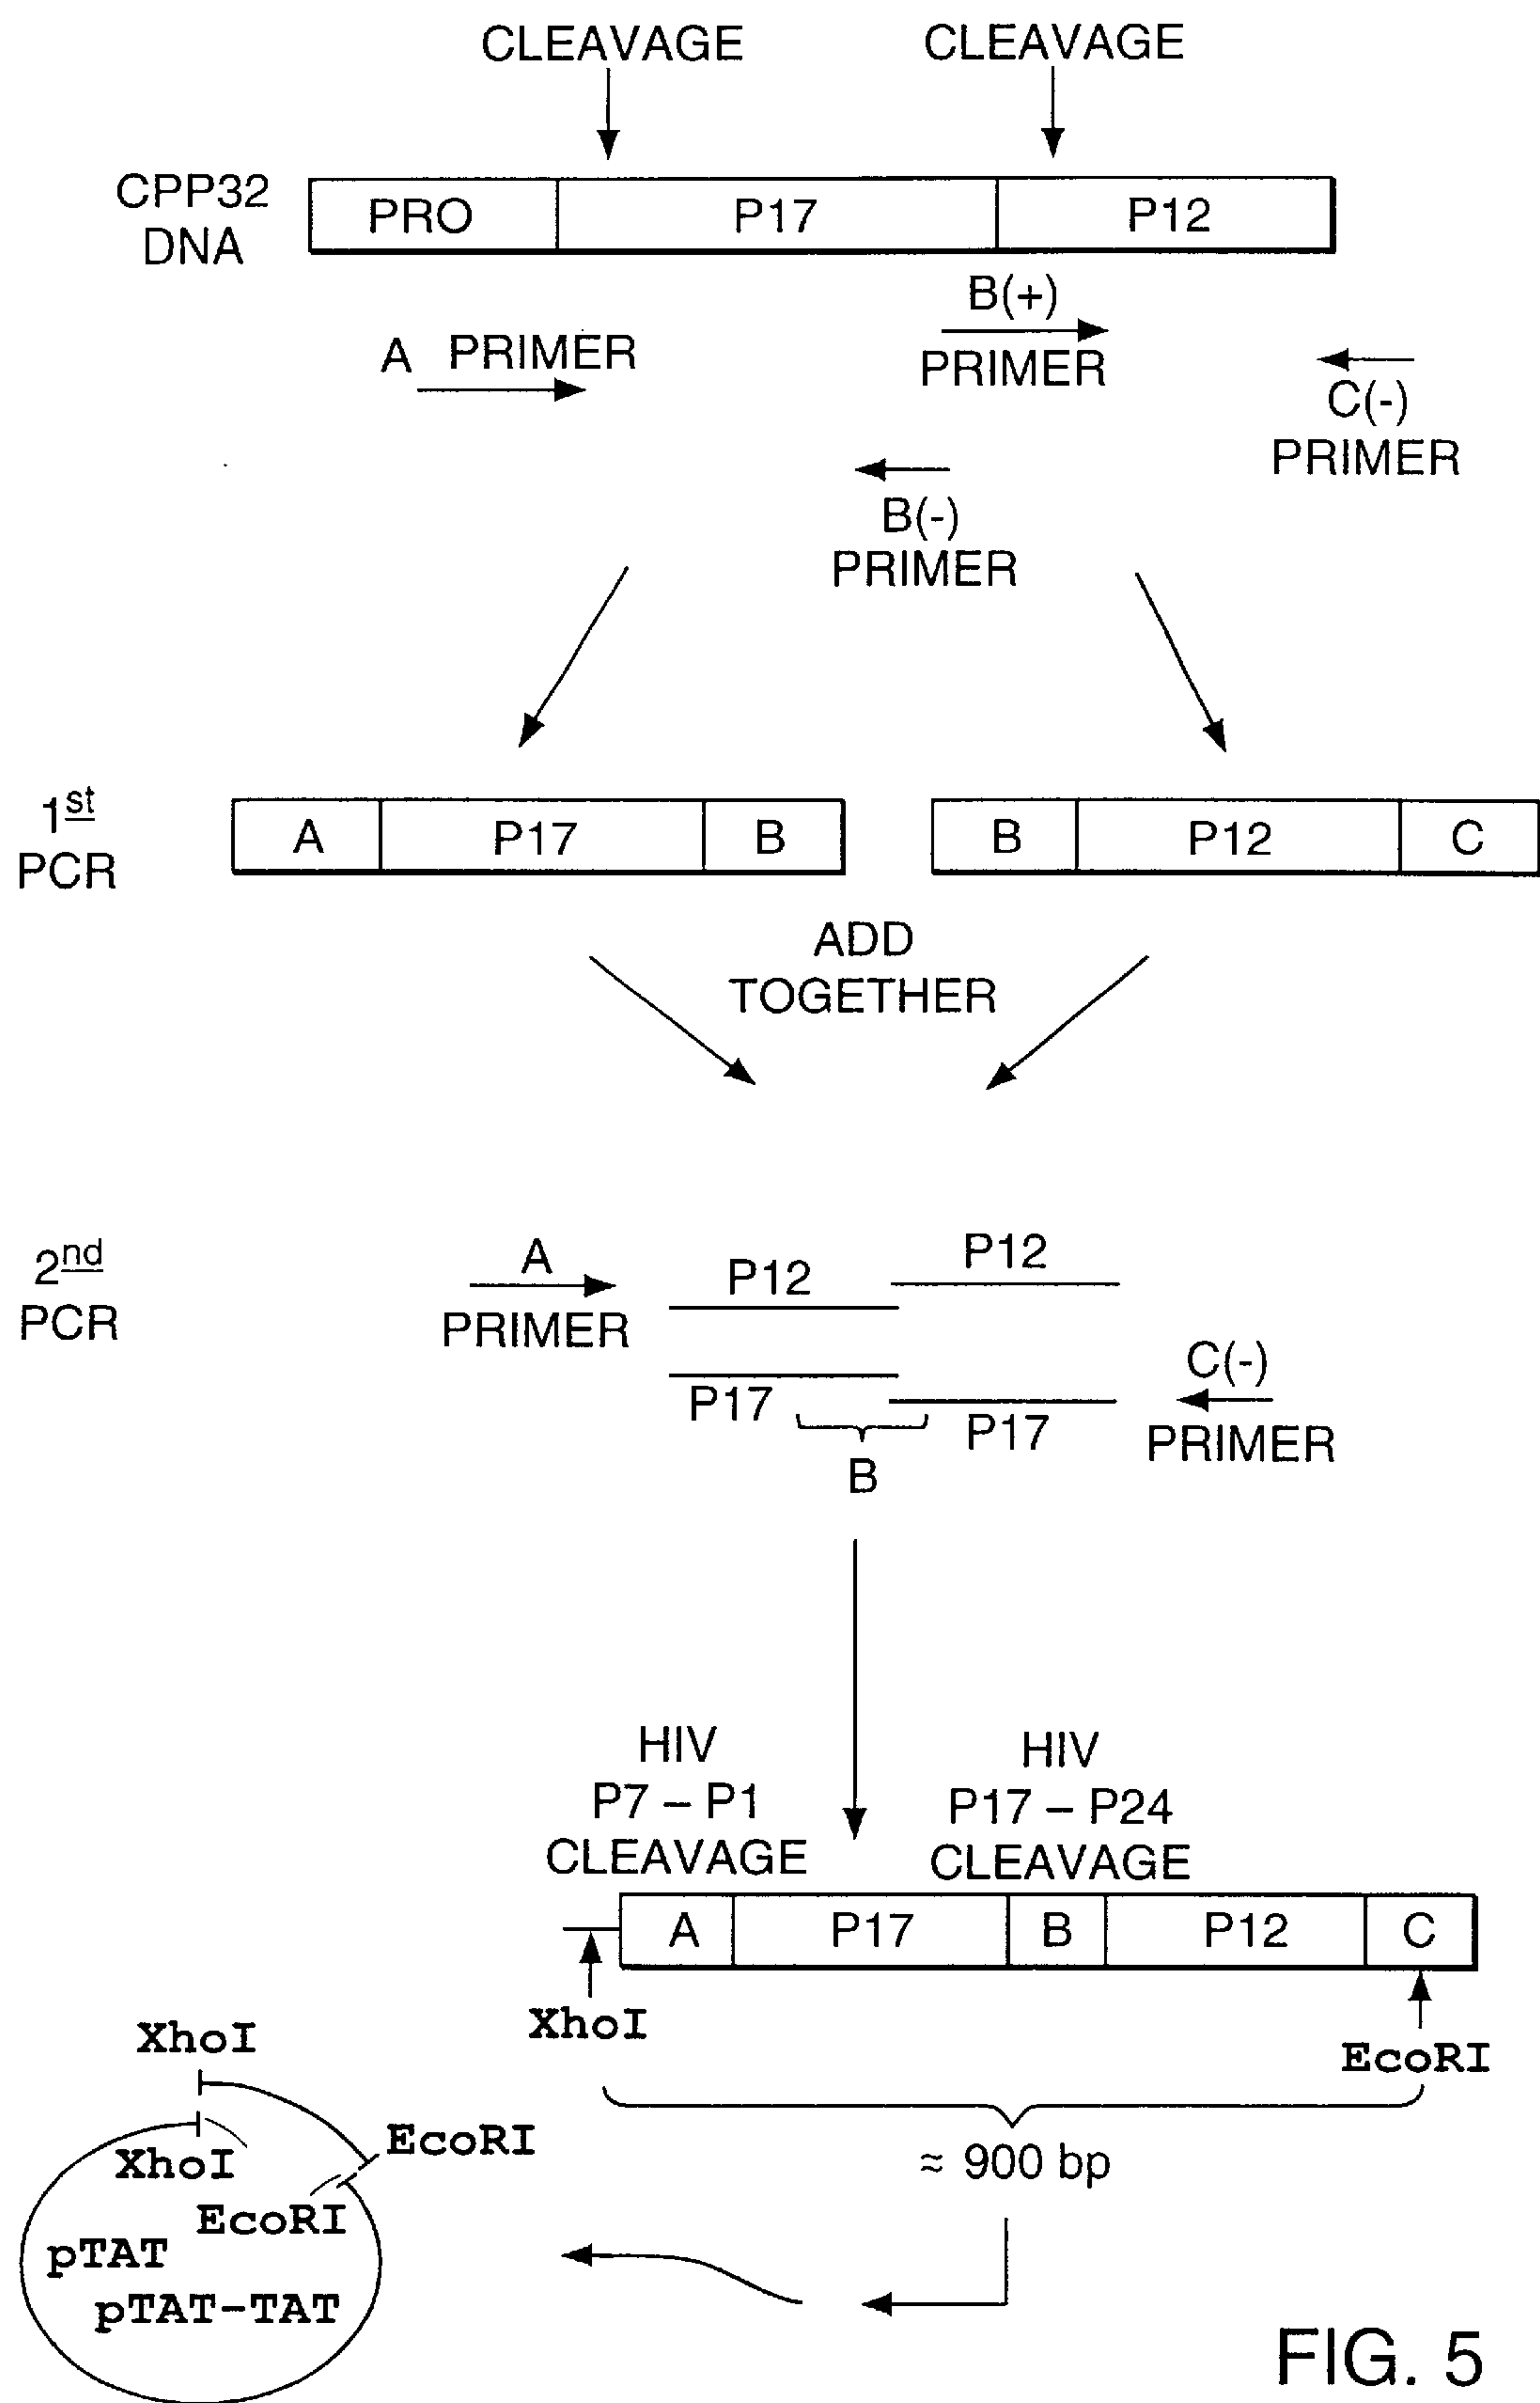 CLEAVAGE CLEAVAGE
CPP32
DNA
PRO P17 P12
A PRIMER
B(+)
PRIMER
C(-)
PRIMER
B(-)
PRIMER
1st
PCR
A P17 B B P12 C
ADD
TOGETHER
2nd
PCR
A
PRIMER
P12 P12
P17 P17
B
C(-)
PRIMER
HIV
P7 – P1
CLEAVAGE
HIV
P17 – P24
CLEAVAGE
A P17 B P12 C
XhoI
EcoRI
≈ 900 bp
XhoI
EcoRI
XhoI
EcoRI
pTAT
pTAT-TAT
FIG. 5